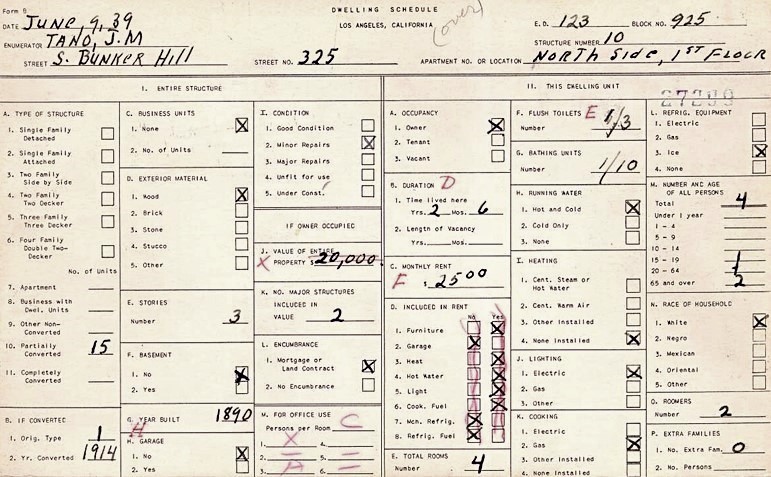 Form B
DWELLING SCHEDULE
LOS ANGELES, CALIFORNIA
(over)
DATE JUNE, 9, 39
ENUMERATOR TANO, J.M
STREET S. BUNKER HILL
STREET NO. 325
E.D. 123 BLOCK NO. 925
STRUCTURE NUMBER 10
APARTMENT NO. OR LOCATION NORTH SIDE, 1ST FLOOR
I. ENTIRE STRUCTURE
A. TYPE OF STRUCTURE
1. Single Family Detached
2. Single Family Attached
3. Two Family Side by Side
4. Two Family Two Decker
5. Three Family Three Decker
6. Four Family Double Two-Decker
No. of Units
7. Apartment
8. Business with Dwel. Units
9. Other Non-Converted
10. Partially Converted 15
11. Completely Converted
B. IF CONVERTED
1. Orig. Type 1
2. Yr. Converted 1914
C. BUSINESS UNITS
1. None X
2. No. of Units
D. EXTERIOR MATERIAL
1. Wood X
2. Brick
3. Stone
4. Stucco
5. Other
E. STORIES
Number 3
F. BASEMENT
1. No X
2. Yes
G. YEAR BUILT 1890
H
H. GARAGE
1. No X
2. Yes
I. CONDITION
1. Good Condition
2. Minor Repairs X
3. Major Repairs
4. Unfit for use
5. Under Const.
IF OWNER OCCUPIED
J. VALUE OF ENTIRE
X PROPERTY $ 20,000.
K. NO. MAJOR STRUCTURES INCLUDED IN
VALUE 2
L. ENCUMBRANCE
1. Mortgage or Land Contract X
2. No Encumbrance
M. FOR OFFICE USE
Persons per Room C
1. X 4.
2. 5.
3. A 6.
II. THIS DWELLING UNIT
27299
A. OCCUPANCY
1. Owner X
2. Tenant
3. Vacant
B. DURATION D
1. Time lived here
Yrs. 2 Mos. 6
2. Length of Vacancy
Yrs. Mos.
C. MONTHLY RENT
F $ 25 00
D. INCLUDED IN RENT
No Yes
1. Furniture X
2. Garage X
3. Heat X
4. Hot Water X
5. Light X
6. Cook. Fuel X
7. Mcn. Refrig. X
8. Refrig. Fuel X
E. TOTAL ROOMS
Number 4
F. FLUSH TOILETS E
Number 1/3
G. BATHING UNITS
Number 1/10
H. RUNNING WATER
1. Hot and Cold X
2. Cold Only
3. None
I. HEATING
1. Cent. Steam or Hot Water
2. Cent. Warm Air
3. Other Installed
4. None Installed X
J. LIGHTING
1. Electric X
2. Gas
3. Other
K. COOKING
1. Electric
2. Gas X
3. Other Installed
4. None Installed
L. REFRIG. EQUIPMENT
1. Electric
2. Gas
3. Ice X
4. None
M. NUMBER AND AGE OF ALL PERSONS
Total 4
Under 1 year
1 - 4
5 - 9
10 - 14
15 - 19 1
20 - 64 1
65 and over 2
N. RACE OF HOUSEHOLD
1. White X
2. Negro
3. Mexican
4. Oriental
5. Other
O. ROOMERS
Number 2
P. EXTRA FAMILIES
1. No. Extra Fam. 0
2. No. Persons